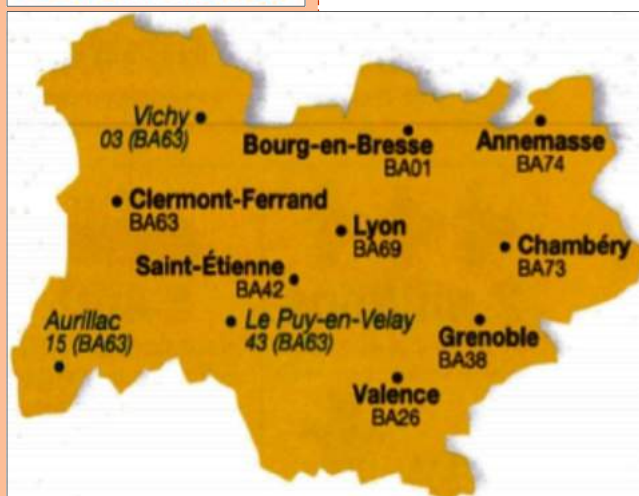 Vichy
03 (BA63)
Bourg-en-Bresse
BA01
Annemasse
BA74
Clermont-Ferrand
BA63
Lyon
BA69
Chambéry
BA73
Saint-Étienne
BA42
Aurillac
15 (BA63)
Le Puy-en-Velay
43 (BA63)
Grenoble
BA38
Valence
BA26